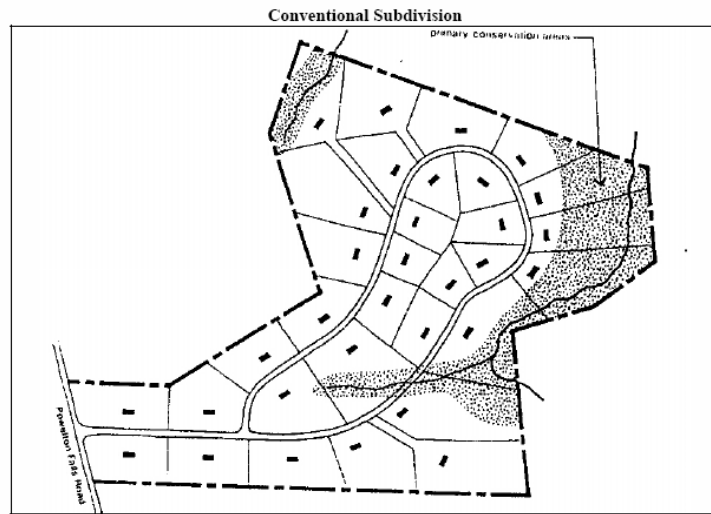 Conventional Subdivision
primary conservation areas
Powelton Falls Road